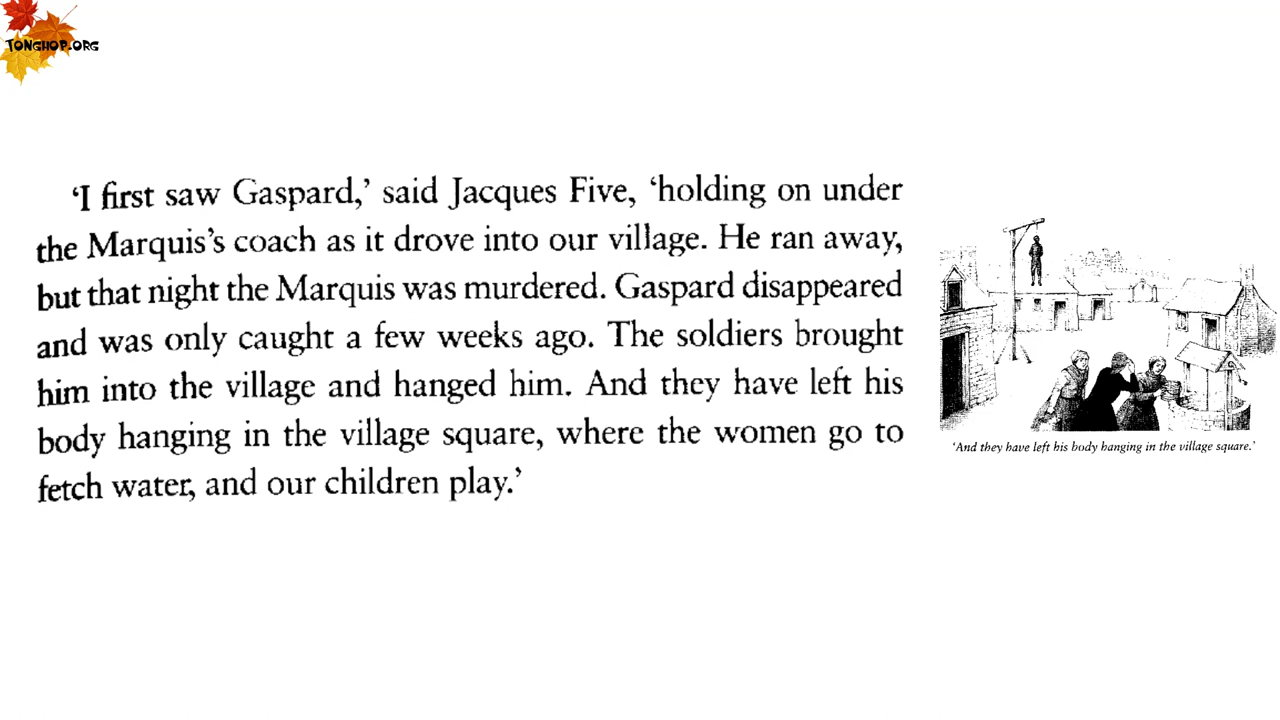 TONGHOP.ORG
‘I first saw Gaspard,’ said Jacques Five, ‘holding on under
the Marquis’s coach as it drove into our village. He ran away,
but that night the Marquis was murdered. Gaspard disappeared
and was only caught a few weeks ago. The soldiers brought
him into the village and hanged him. And they have left his
body hanging in the village square, where the women go to
fetch water, and our children play.’
‘And they have left his body hanging in the village square.’